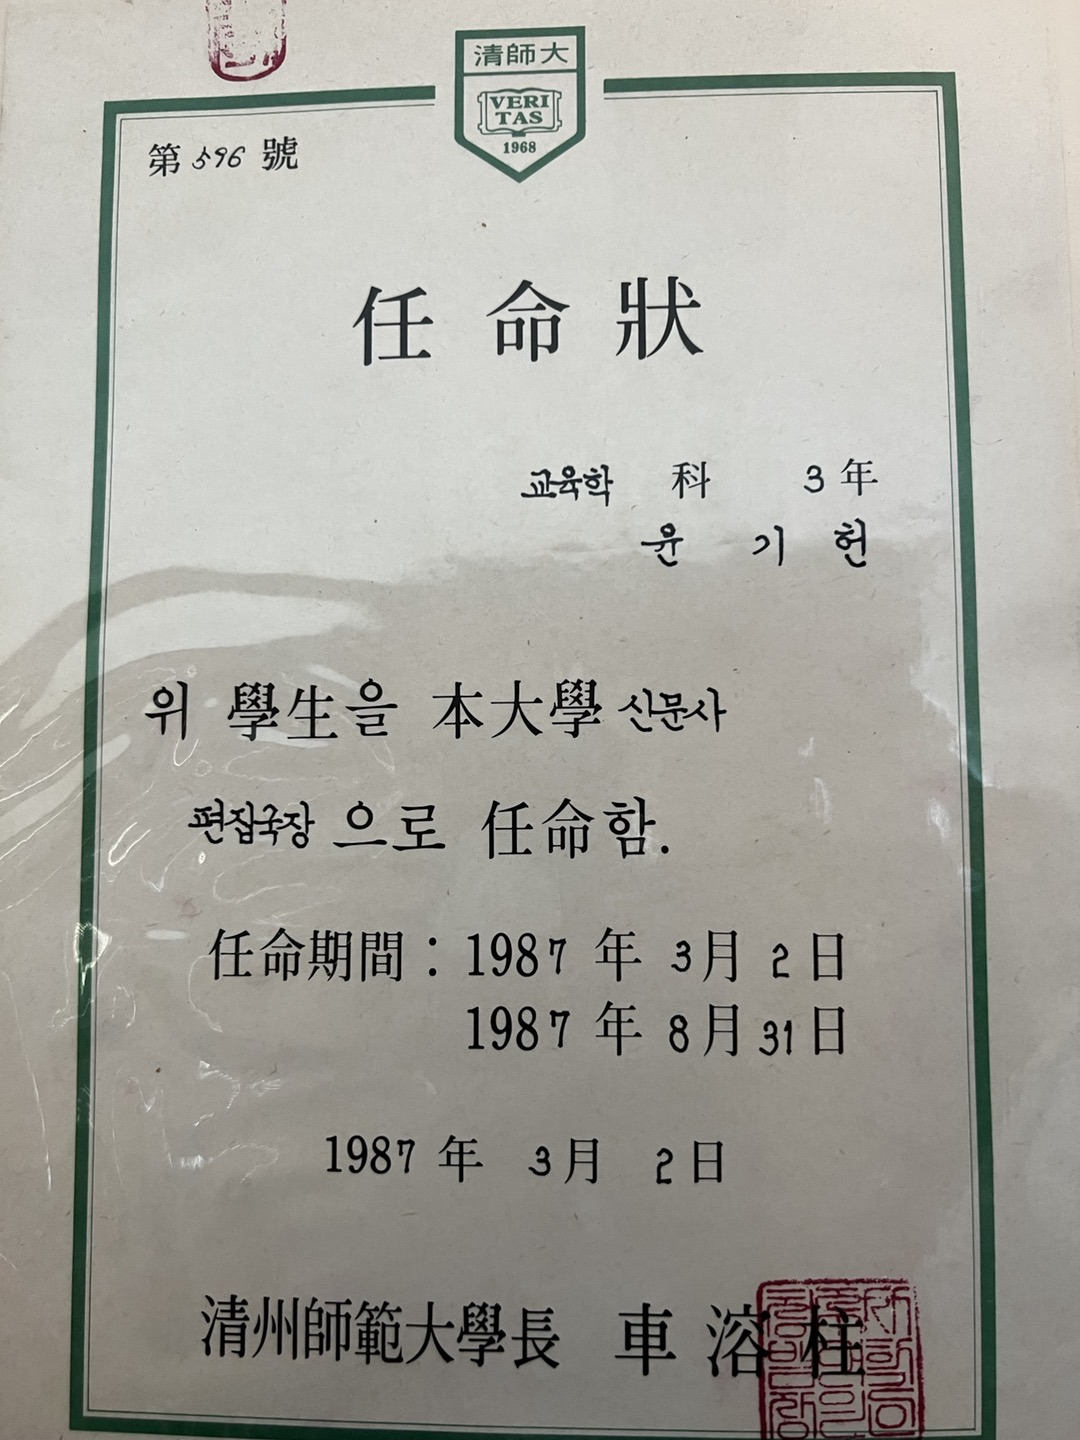 清師大
VERI
TAS
1968
第 596 號
任命狀
교육학 科 3年
윤 기 헌
위 學生을 本大學 신문사
편집국장 으로 任命함.
任命期間 : 1987 年 3月 2日
1987 年 8月 31日
1987 年 3月 2日
清州師範大學長 車溶柱